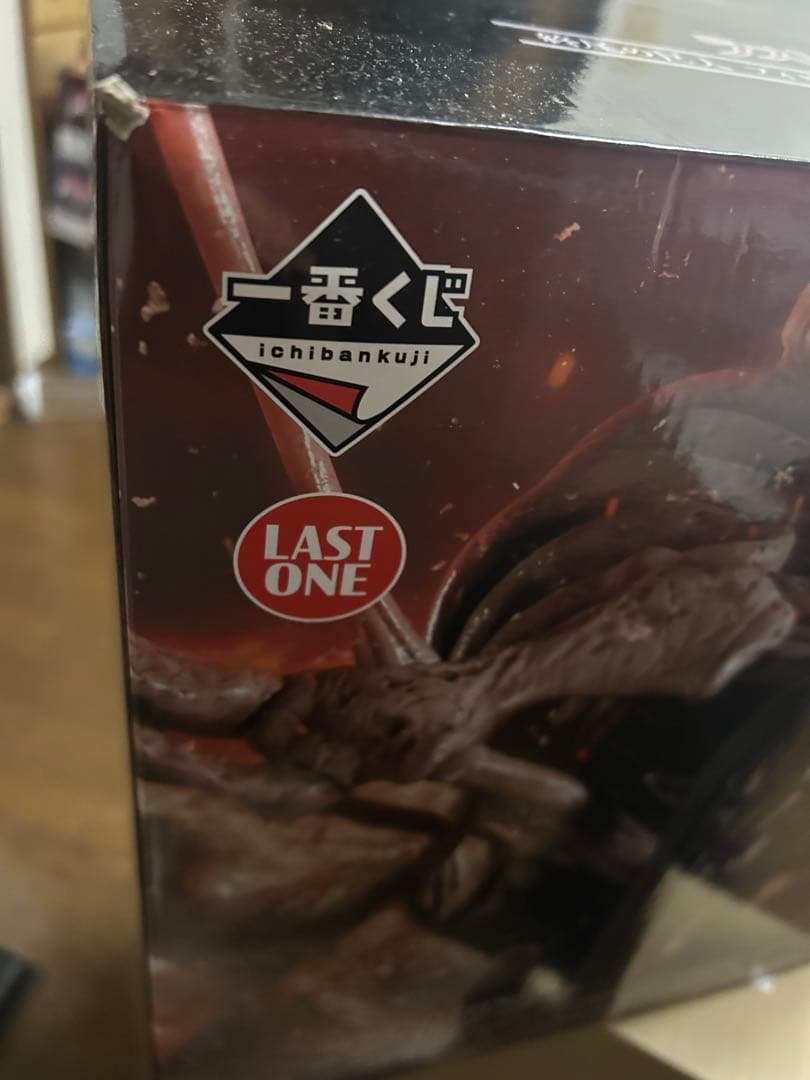 一番くじ
ichibankuji
LAST
ONE